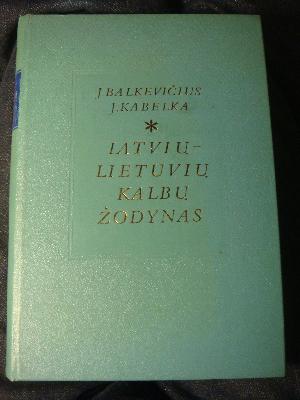 J. BALKEVIČIUS
J. KABELKA
*
LATVIŲ-
LIETUVIŲ
KALBŲ
ŽODYNAS